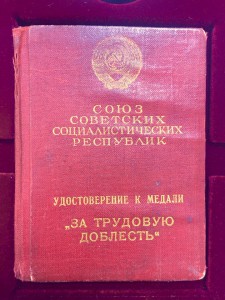 СОЮЗ
СОВЕТСКИХ
СОЦИАЛИСТИЧЕСКИХ
РЕСПУБЛИК
УДОСТОВЕРЕНИЕ К МЕДАЛИ
„ЗА ТРУДОВУЮ
ДОБЛЕСТЬ“